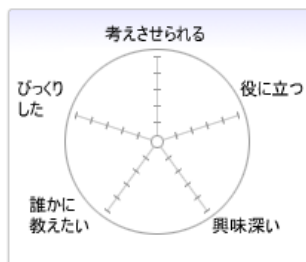 考えさせられる
びっくり
した
役に立つ
誰かに
教えたい
興味深い